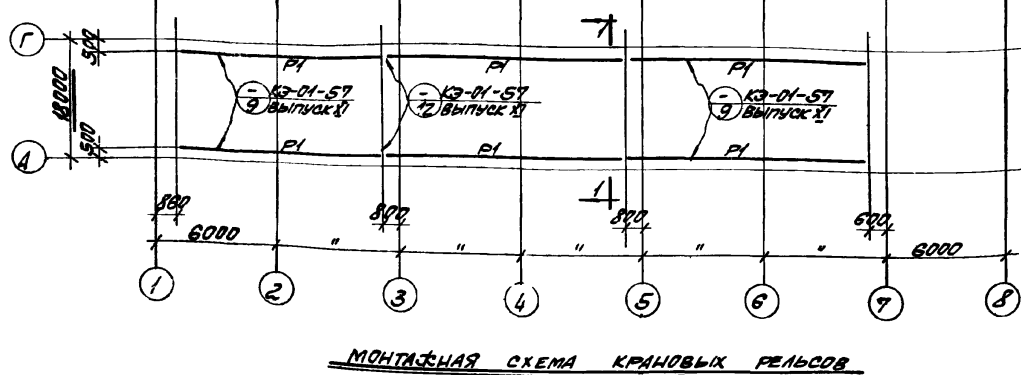 Г
500
18000
500
А
Р1 Р1 Р1
1
- КЭ-01-57
9 ВЫПУСК XI
- КЭ-01-57
12 ВЫПУСК XI
- КЭ-01-57
9 ВЫПУСК XI
Р1 Р1 Р1
1
800 800 600
6000 " " " " " 6000
1 2 3 4 5 6 7 8
МОНТАЖНАЯ СХЕМА КРАНОВЫХ РЕЛЬСОВ